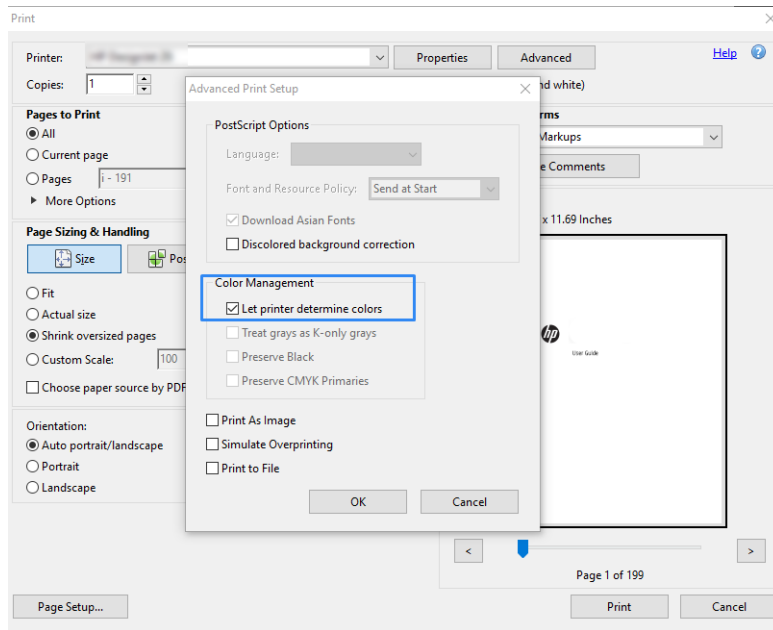 Print
Printer:
Properties
Advanced
Help
?
Copies:
1
nd white)
Pages to Print
All
Current page
Pages
i - 191
More Options
Page Sizing & Handling
Size
Pos
Fit
Actual size
Shrink oversized pages
Custom Scale:
100
Choose paper source by PDF
Orientation:
Auto portrait/landscape
Portrait
Landscape
Advanced Print Setup
PostScript Options
Language:
Font and Resource Policy:
Send at Start
Download Asian Fonts
Discolored background correction
Color Management
Let printer determine colors
Treat grays as K-only grays
Preserve Black
Preserve CMYK Primaries
Print As Image
Simulate Overprinting
Print to File
OK
Cancel
rms
Markups
e Comments
x 11.69 Inches
hp
User Guide
<
>
Page 1 of 199
Page Setup...
Print
Cancel